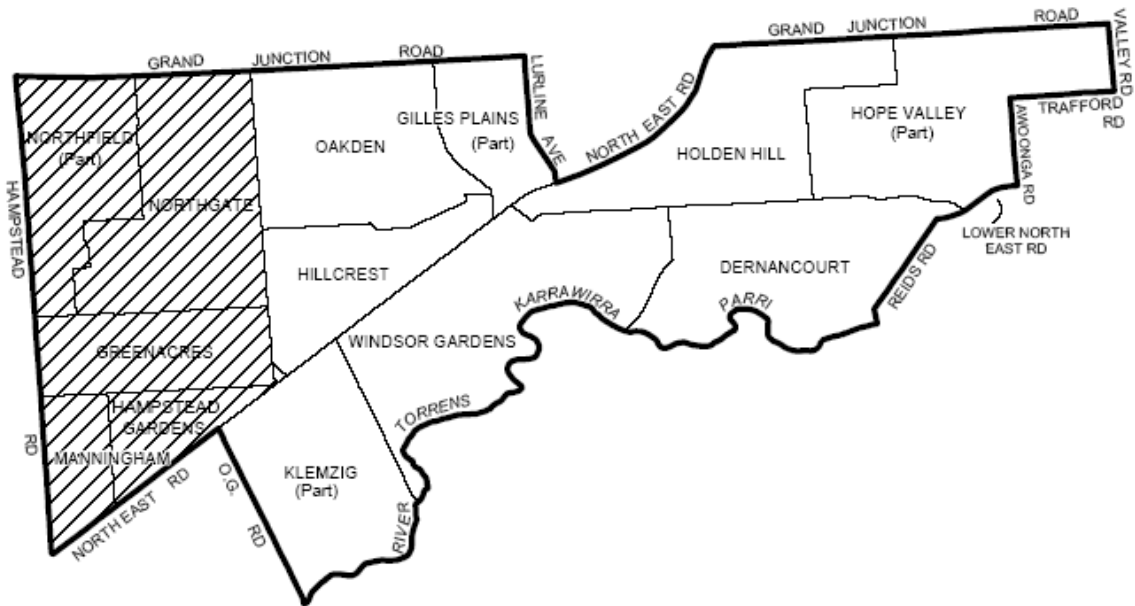 GRAND JUNCTION ROAD
GRAND JUNCTION ROAD
VALLEY RD
LURLINE AVE
NORTH EAST RD
TRAFFORD RD
AWOONGA RD
GILLES PLAINS
(Part)
HOPE VALLEY
(Part)
NORTHFIELD
(Part)
OAKDEN
HOLDEN HILL
HAMPSTEAD RD
NORTHGATE
LOWER NORTH
EAST RD
HILLCREST
DERNANCOURT
REIDS RD
KARRAWIRRA PARRI
WINDSOR GARDENS
GREENACRES
RIVER TORRENS
HAMPSTEAD
GARDENS
MANNINGHAM
KLEMZIG
(Part)
NORTH EAST RD
O.G. RD